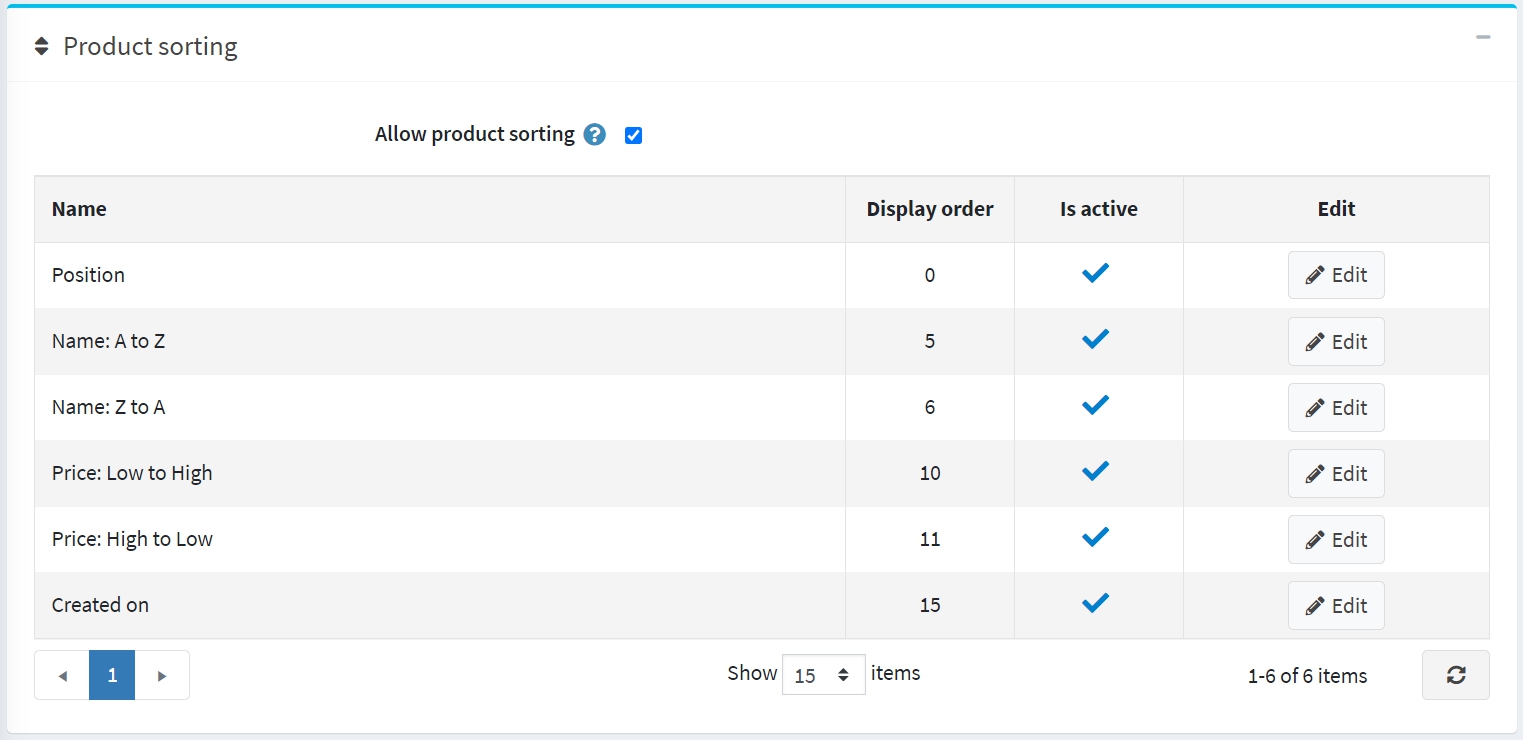 Product sorting
Allow product sorting ?
Name Display order Is active Edit
Position 0 Edit
Name: A to Z 5 Edit
Name: Z to A 6 Edit
Price: Low to High 10 Edit
Price: High to Low 11 Edit
Created on 15 Edit
1 Show 15 items 1-6 of 6 items